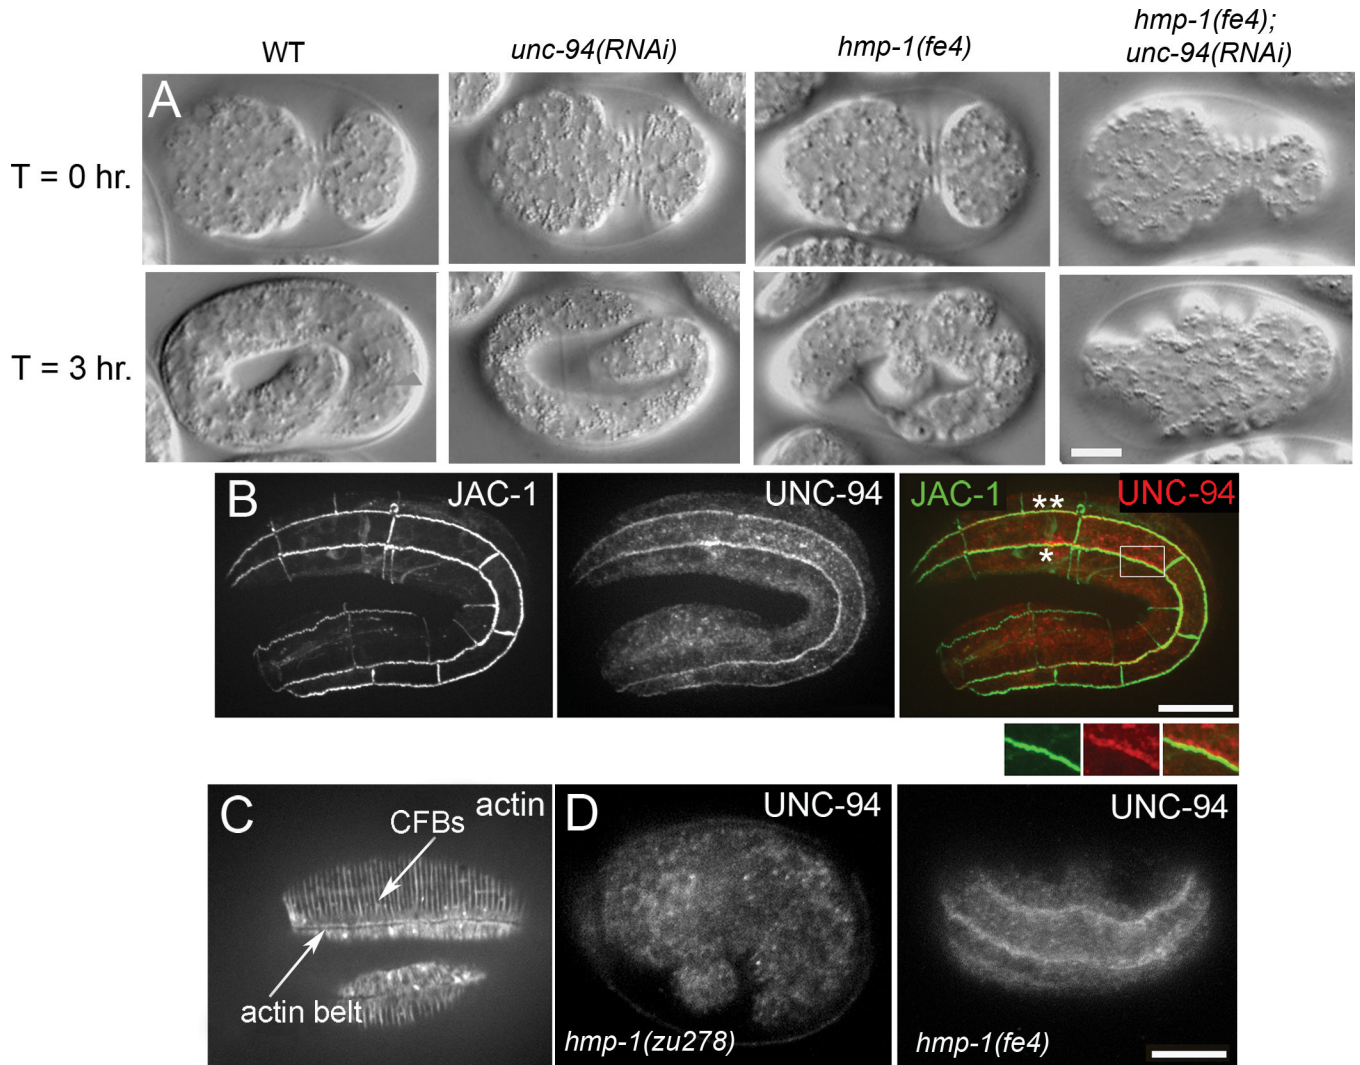 WT
unc-94(RNAi)
hmp-1(fe4)
hmp-1(fe4);
unc-94(RNAi)
A
T = 0 hr.
T = 3 hr.
B
JAC-1
UNC-94
JAC-1
UNC-94
**
*
C
actin
CFBs
actin belt
D
UNC-94
hmp-1(zu278)
UNC-94
hmp-1(fe4)